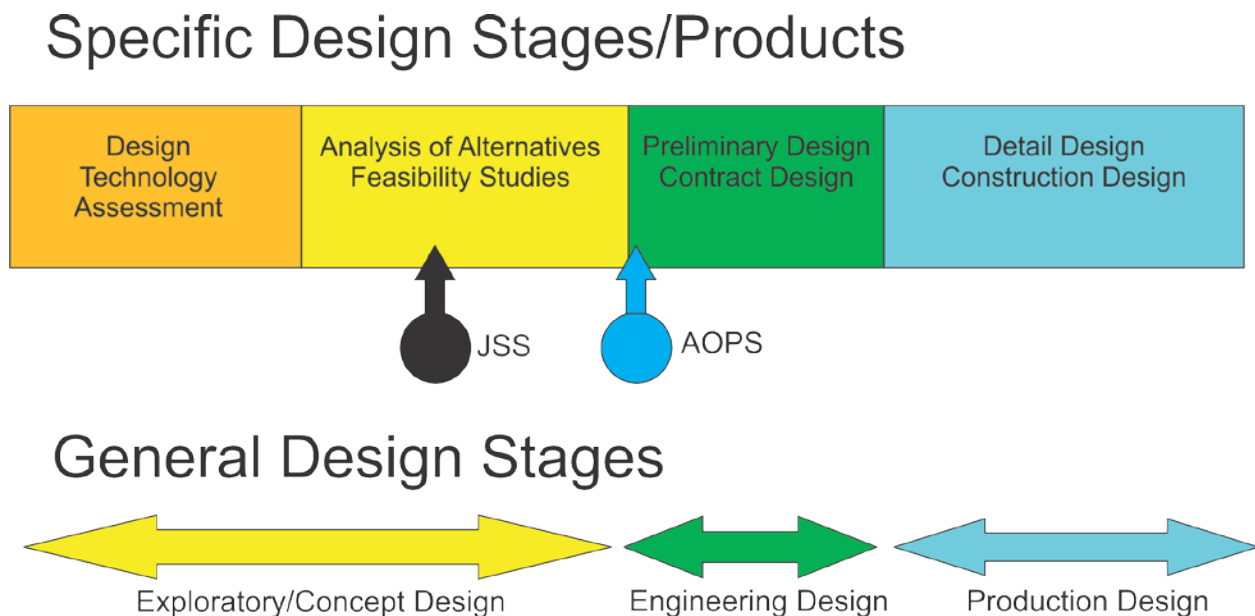 Specific Design Stages/Products
Design
Technology
Assessment
Analysis of Alternatives
Feasibility Studies
Preliminary Design
Contract Design
Detail Design
Construction Design
JSS
AOPS
General Design Stages
Exploratory/Concept Design
Engineering Design
Production Design